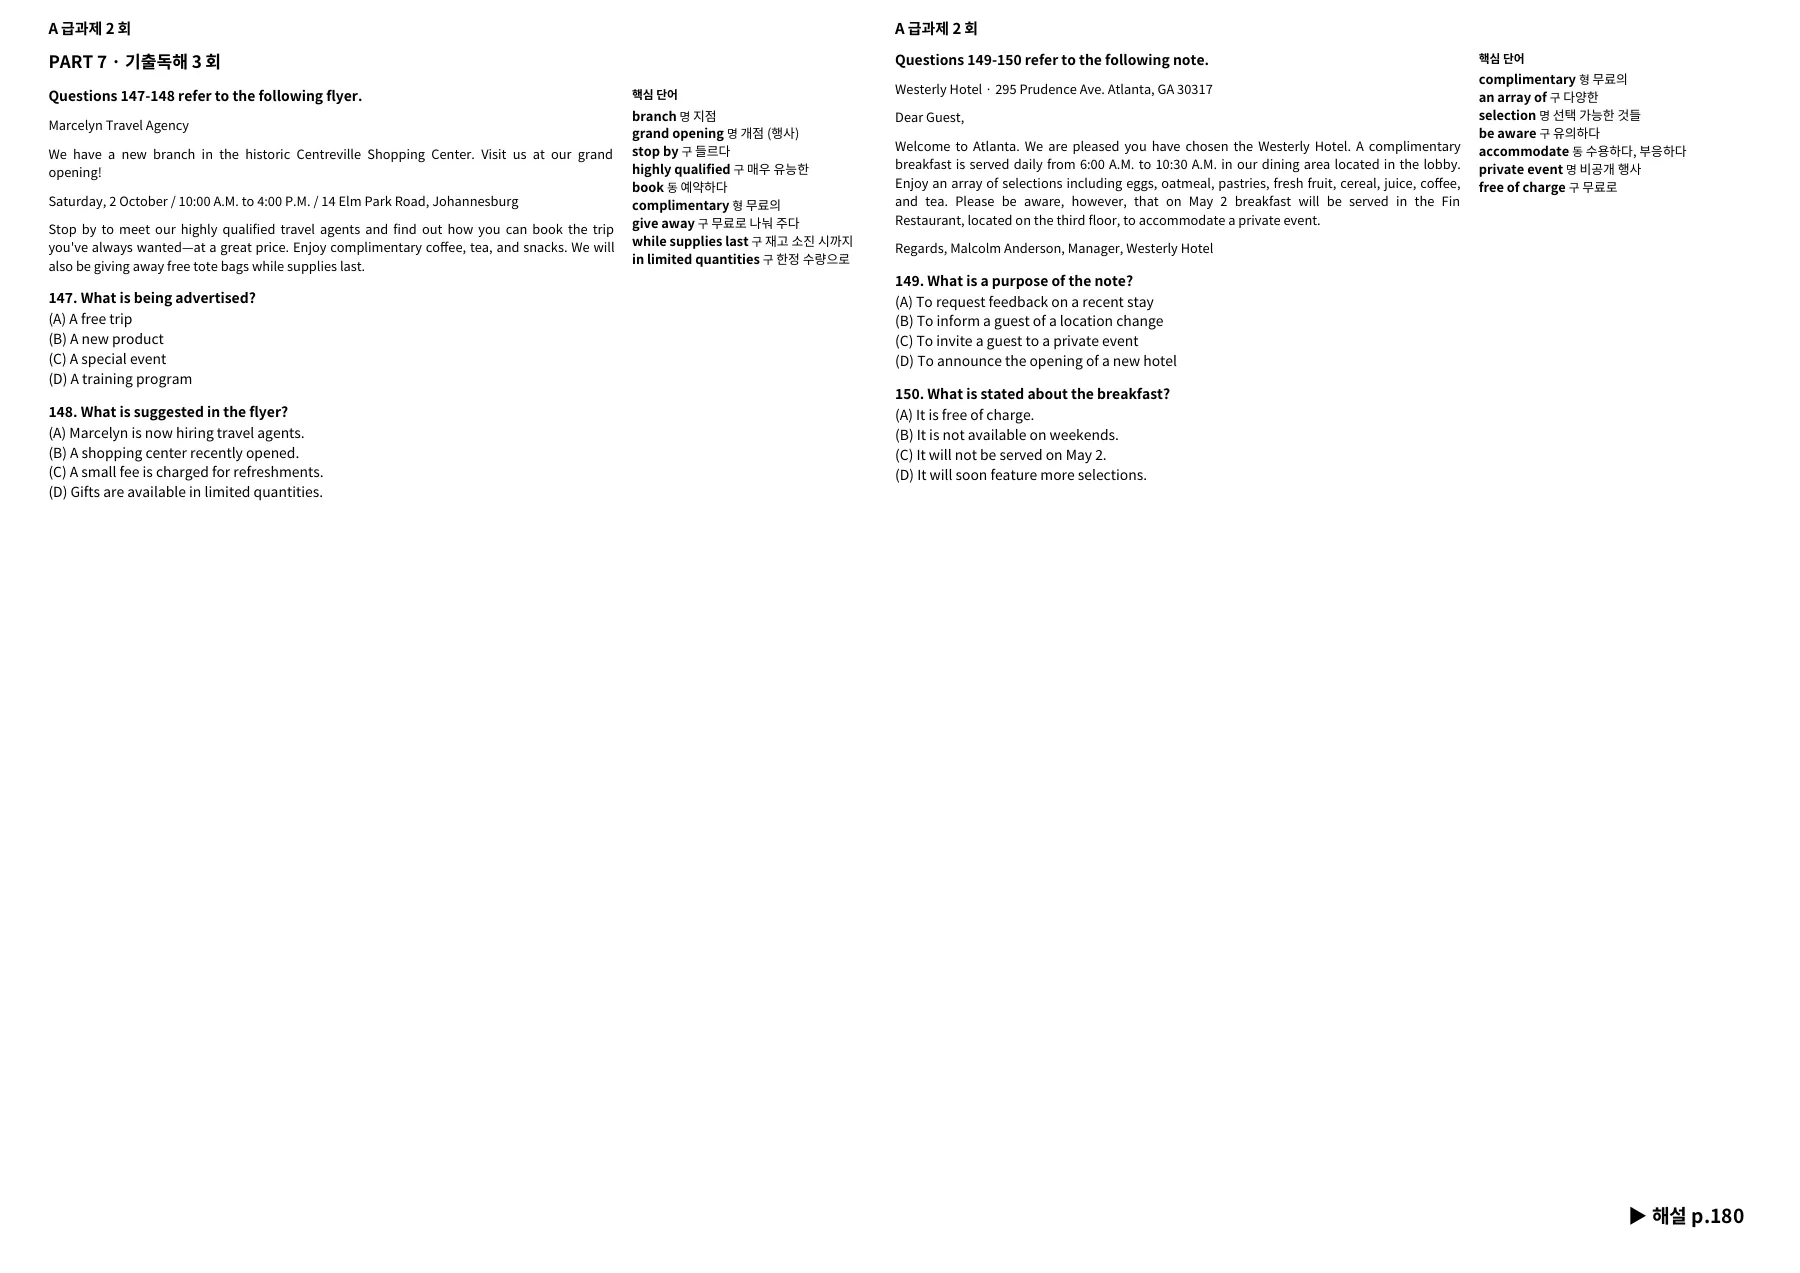 A 급과제 2 회
PART 7 · 기출독해 3 회
Questions 147-148 refer to the following flyer.
Marcelyn Travel Agency
We have a new branch in the historic Centreville Shopping Center. Visit us at our grand
opening!
Saturday, 2 October / 10:00 A.M. to 4:00 P.M. / 14 Elm Park Road, Johannesburg
Stop by to meet our highly qualified travel agents and find out how you can book the trip
you've always wanted—at a great price. Enjoy complimentary coffee, tea, and snacks. We will
also be giving away free tote bags while supplies last.
147. What is being advertised?
(A) A free trip
(B) A new product
(C) A special event
(D) A training program
148. What is suggested in the flyer?
(A) Marcelyn is now hiring travel agents.
(B) A shopping center recently opened.
(C) A small fee is charged for refreshments.
(D) Gifts are available in limited quantities.
핵심 단어
branch 명 지점
grand opening 명 개점 (행사)
stop by 구 들르다
highly qualified 구 매우 유능한
book 동 예약하다
complimentary 형 무료의
give away 구 무료로 나눠 주다
while supplies last 구 재고 소진 시까지
in limited quantities 구 한정 수량으로
A 급과제 2 회
Questions 149-150 refer to the following note.
Westerly Hotel · 295 Prudence Ave. Atlanta, GA 30317
Dear Guest,
Welcome to Atlanta. We are pleased you have chosen the Westerly Hotel. A complimentary
breakfast is served daily from 6:00 A.M. to 10:30 A.M. in our dining area located in the lobby.
Enjoy an array of selections including eggs, oatmeal, pastries, fresh fruit, cereal, juice, coffee,
and tea. Please be aware, however, that on May 2 breakfast will be served in the Fin
Restaurant, located on the third floor, to accommodate a private event.
Regards, Malcolm Anderson, Manager, Westerly Hotel
149. What is a purpose of the note?
(A) To request feedback on a recent stay
(B) To inform a guest of a location change
(C) To invite a guest to a private event
(D) To announce the opening of a new hotel
150. What is stated about the breakfast?
(A) It is free of charge.
(B) It is not available on weekends.
(C) It will not be served on May 2.
(D) It will soon feature more selections.
핵심 단어
complimentary 형 무료의
an array of 구 다양한
selection 명 선택 가능한 것들
be aware 구 유의하다
accommodate 동 수용하다, 부응하다
private event 명 비공개 행사
free of charge 구 무료로
▶ 해설 p.180